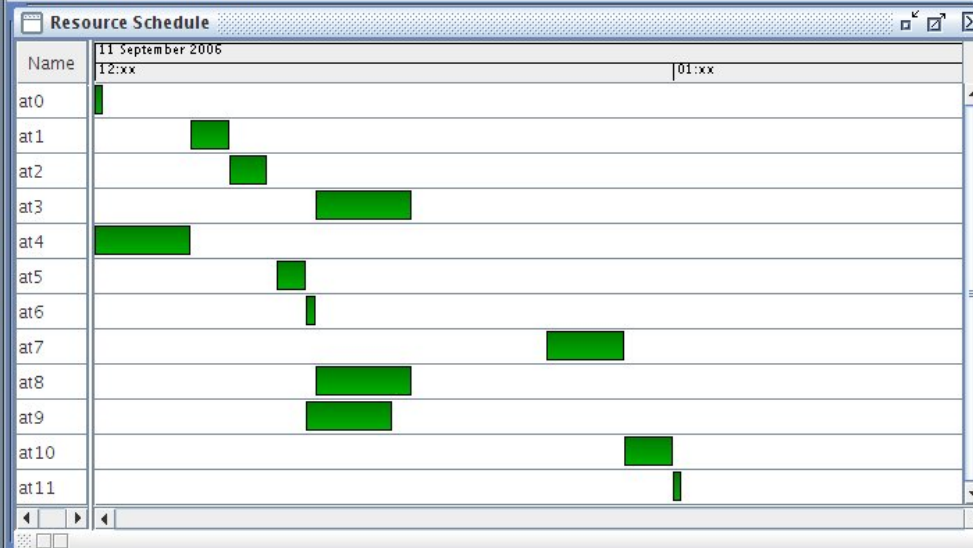 Resource Schedule
Name
11 September 2006
12:xx
01:xx
at0
at1
at2
at3
at4
at5
at6
at7
at8
at9
at10
at11